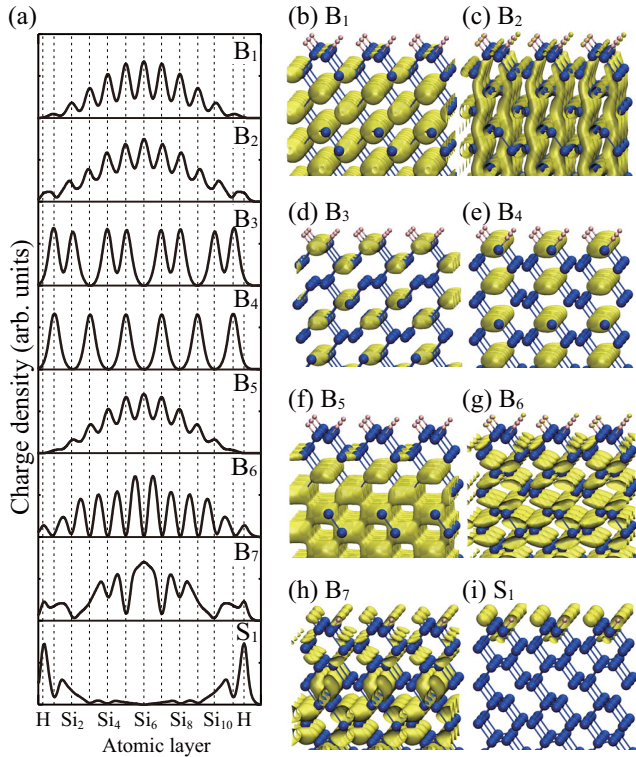 (a)
Charge density (arb. units)
B1
B2
B3
B4
B5
B6
B7
S1
H Si2 Si4 Si6 Si8 Si10 H
Atomic layer
(b) B1
(c) B2
(d) B3
(e) B4
(f) B5
(g) B6
(h) B7
(i) S1